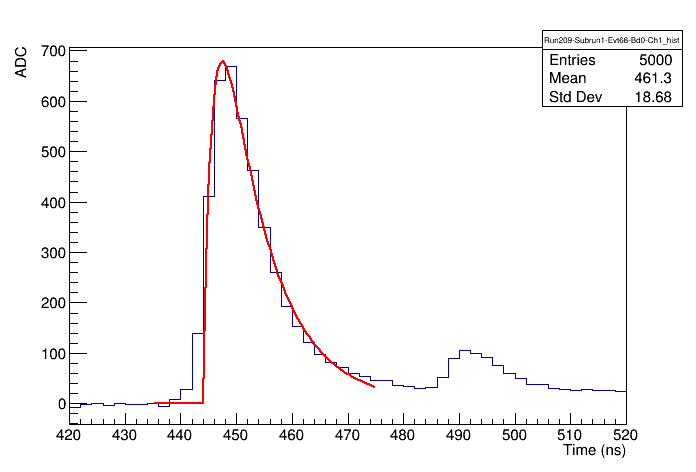 Run209-Subrun1-Evt66-Bd0-Ch1_hist
Entries 5000
Mean 461.3
Std Dev 18.68
ADC
700
600
500
400
300
200
100
0
420 430 440 450 460 470 480 490 500 510 520
Time (ns)